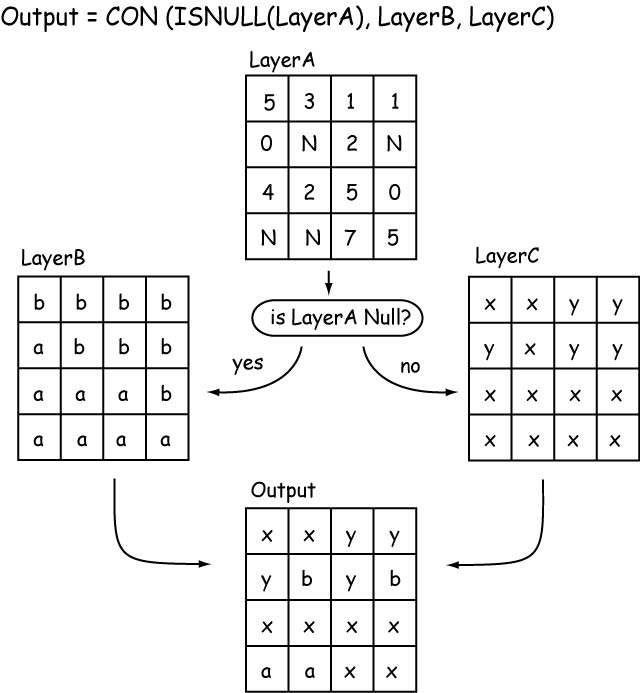 Output = CON (ISNULL(LayerA), LayerB, LayerC)
LayerA
5 3 1 1
0 N 2 N
4 2 5 0
N N 7 5
LayerB
b b b b
a b b b
a a a b
a a a a
is LayerA Null?
yes
no
LayerC
x x y y
y x y y
x x x x
x x x x
Output
x x y y
y b y b
x x x x
a a x x